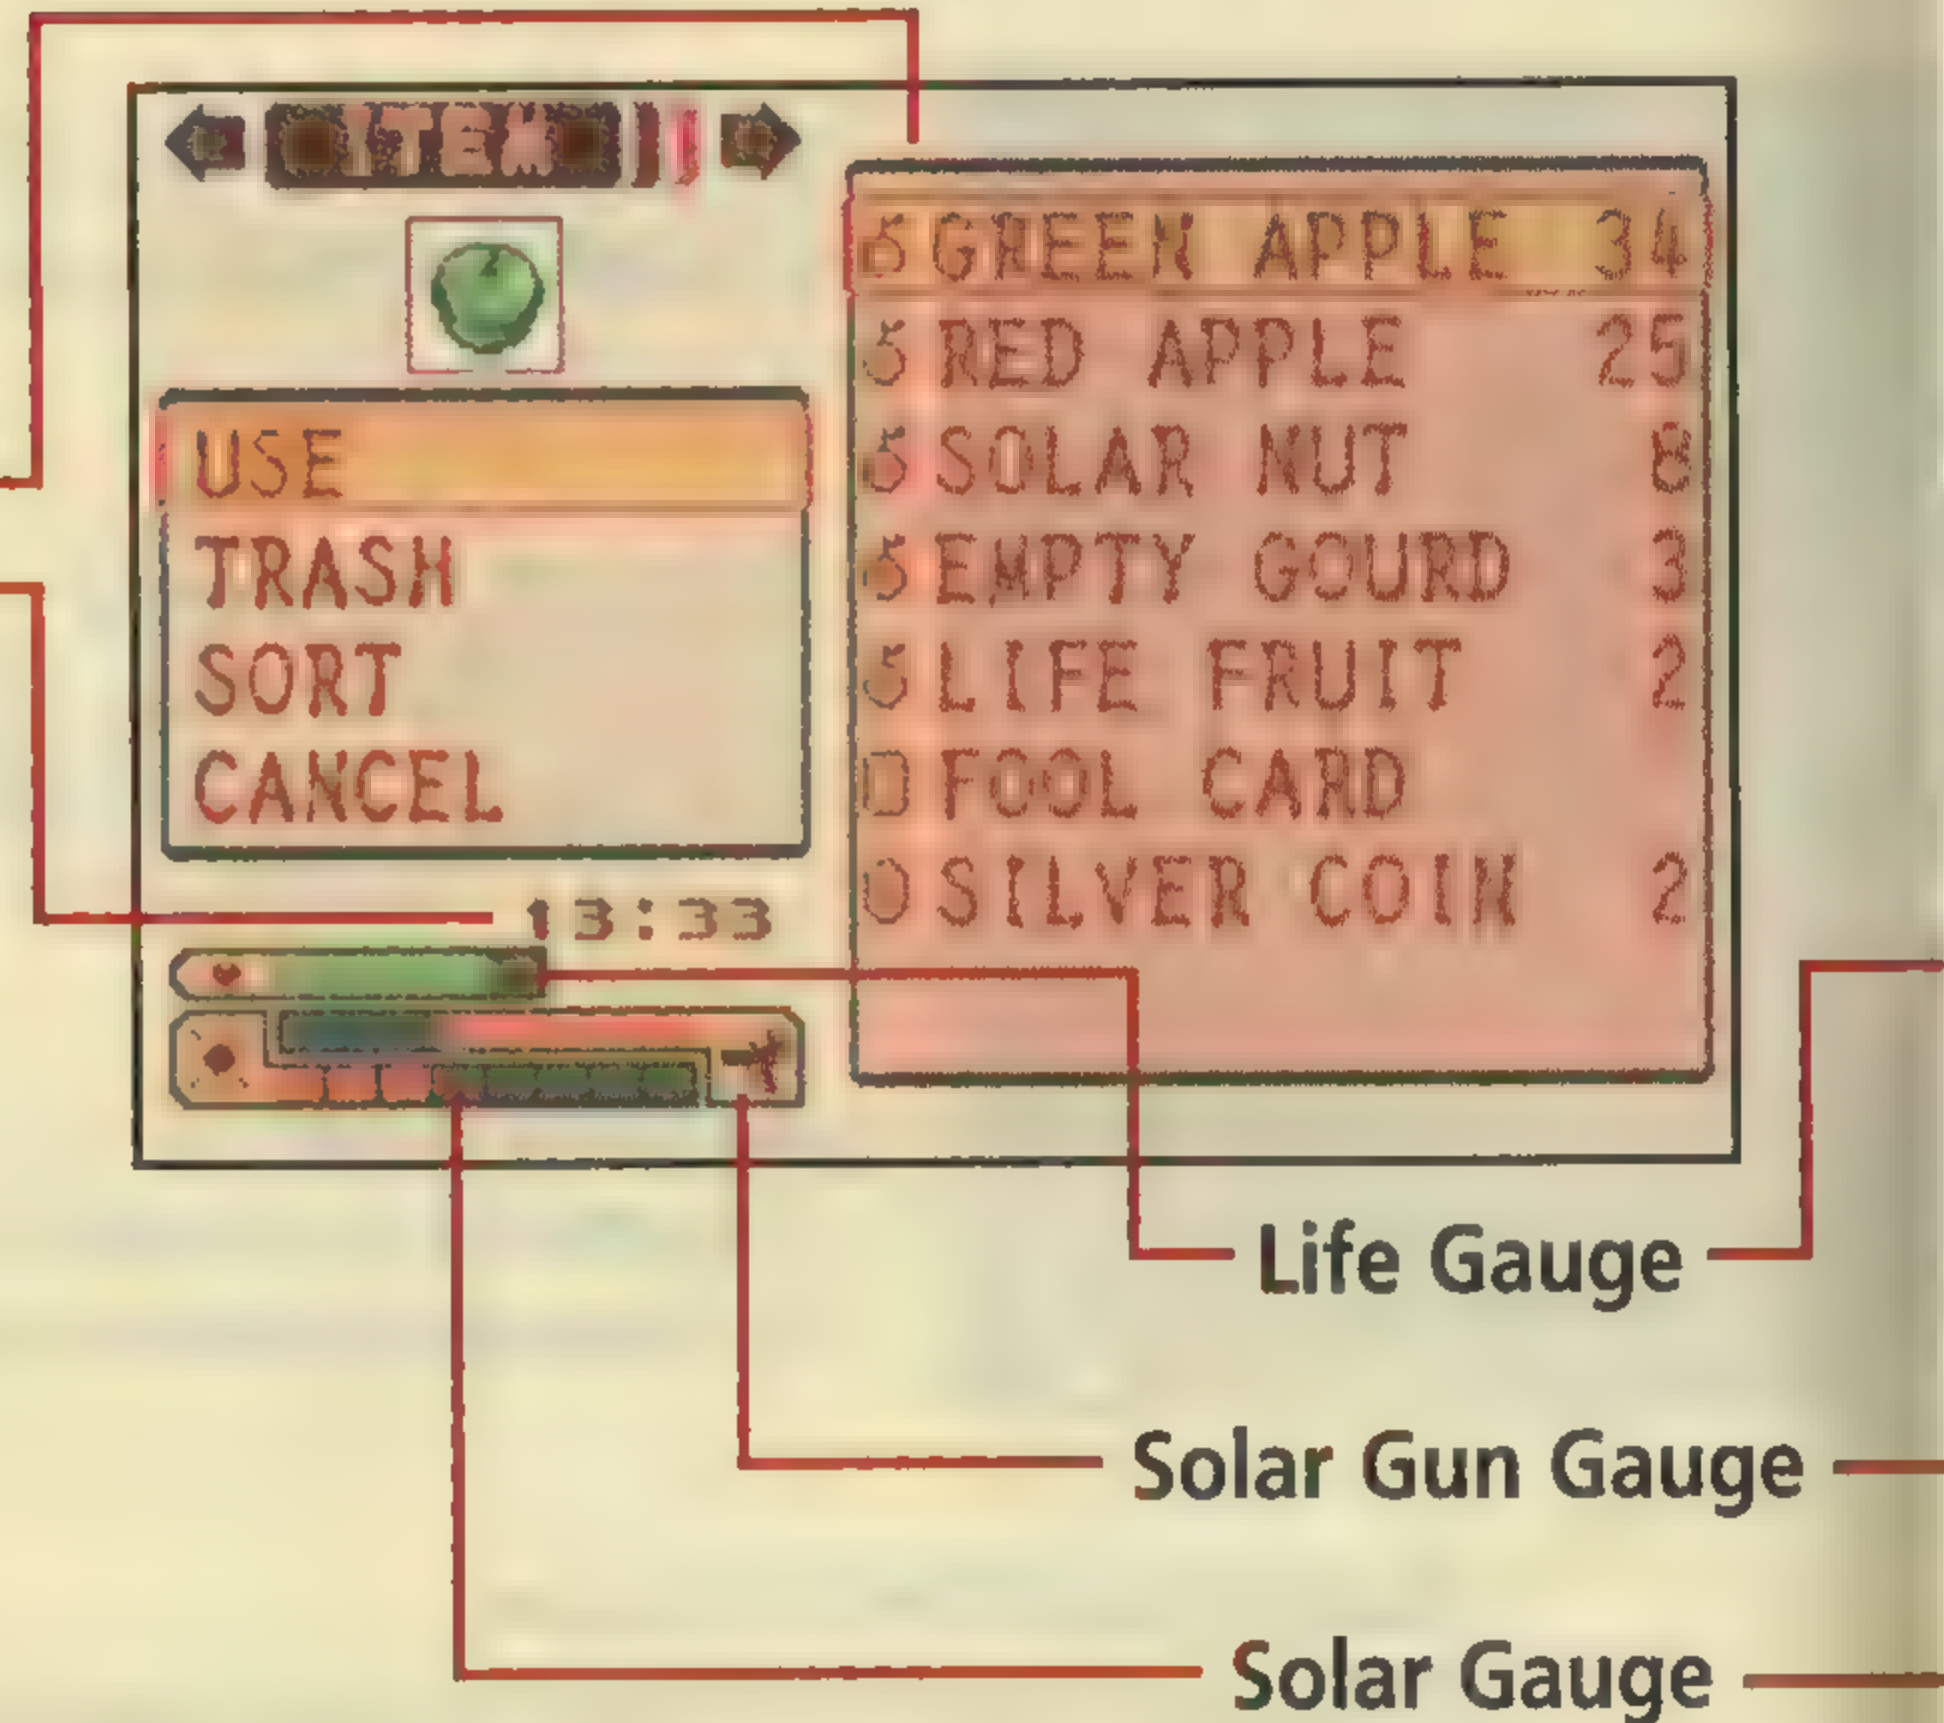 ITEM
GREEN APPLE 34
RED APPLE 25
SOLAR NUT 8
EMPTY GOURD 3
LIFE FRUIT 2
FOOL CARD
SILVER COIN 2
USE
TRASH
SORT
CANCEL
13:33
Life Gauge
Solar Gun Gauge
Solar Gauge